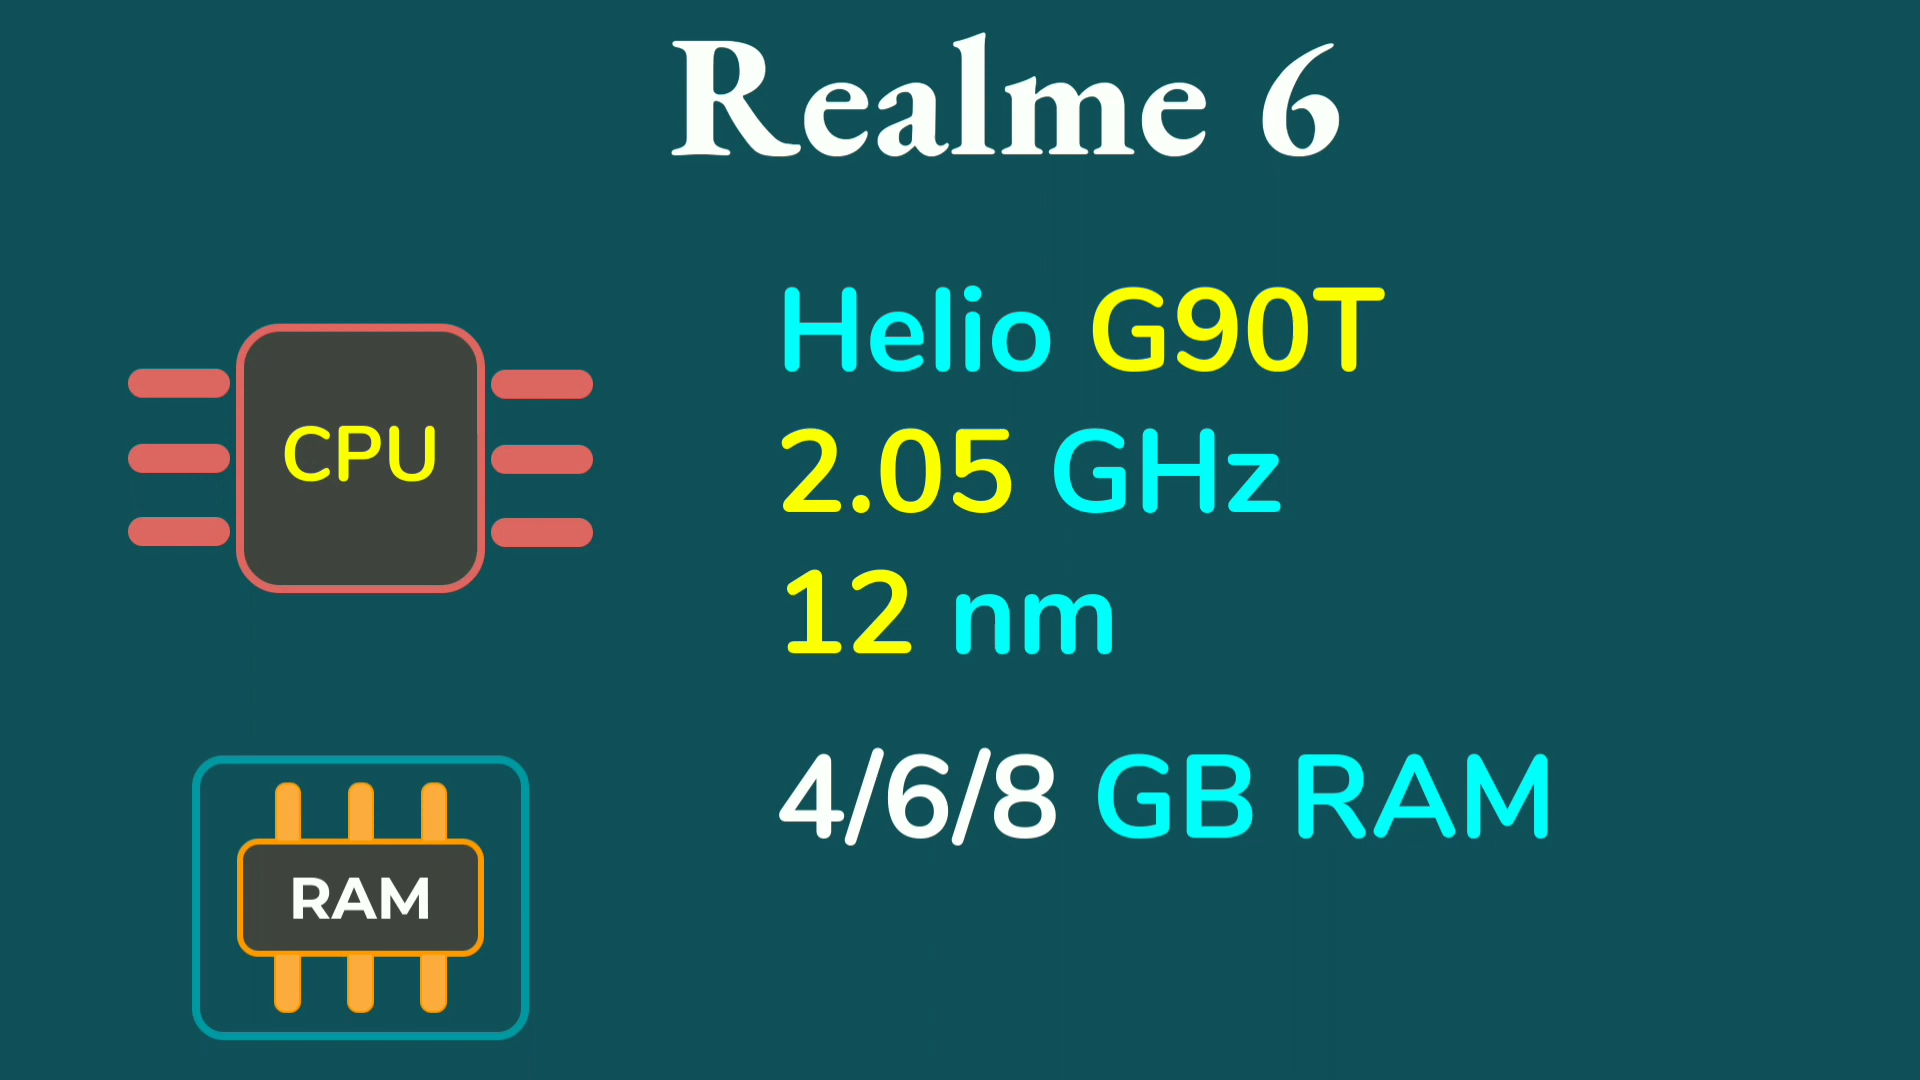 Realme 6
CPU
Helio G90T
2.05 GHz
12 nm
RAM
4/6/8 GB RAM